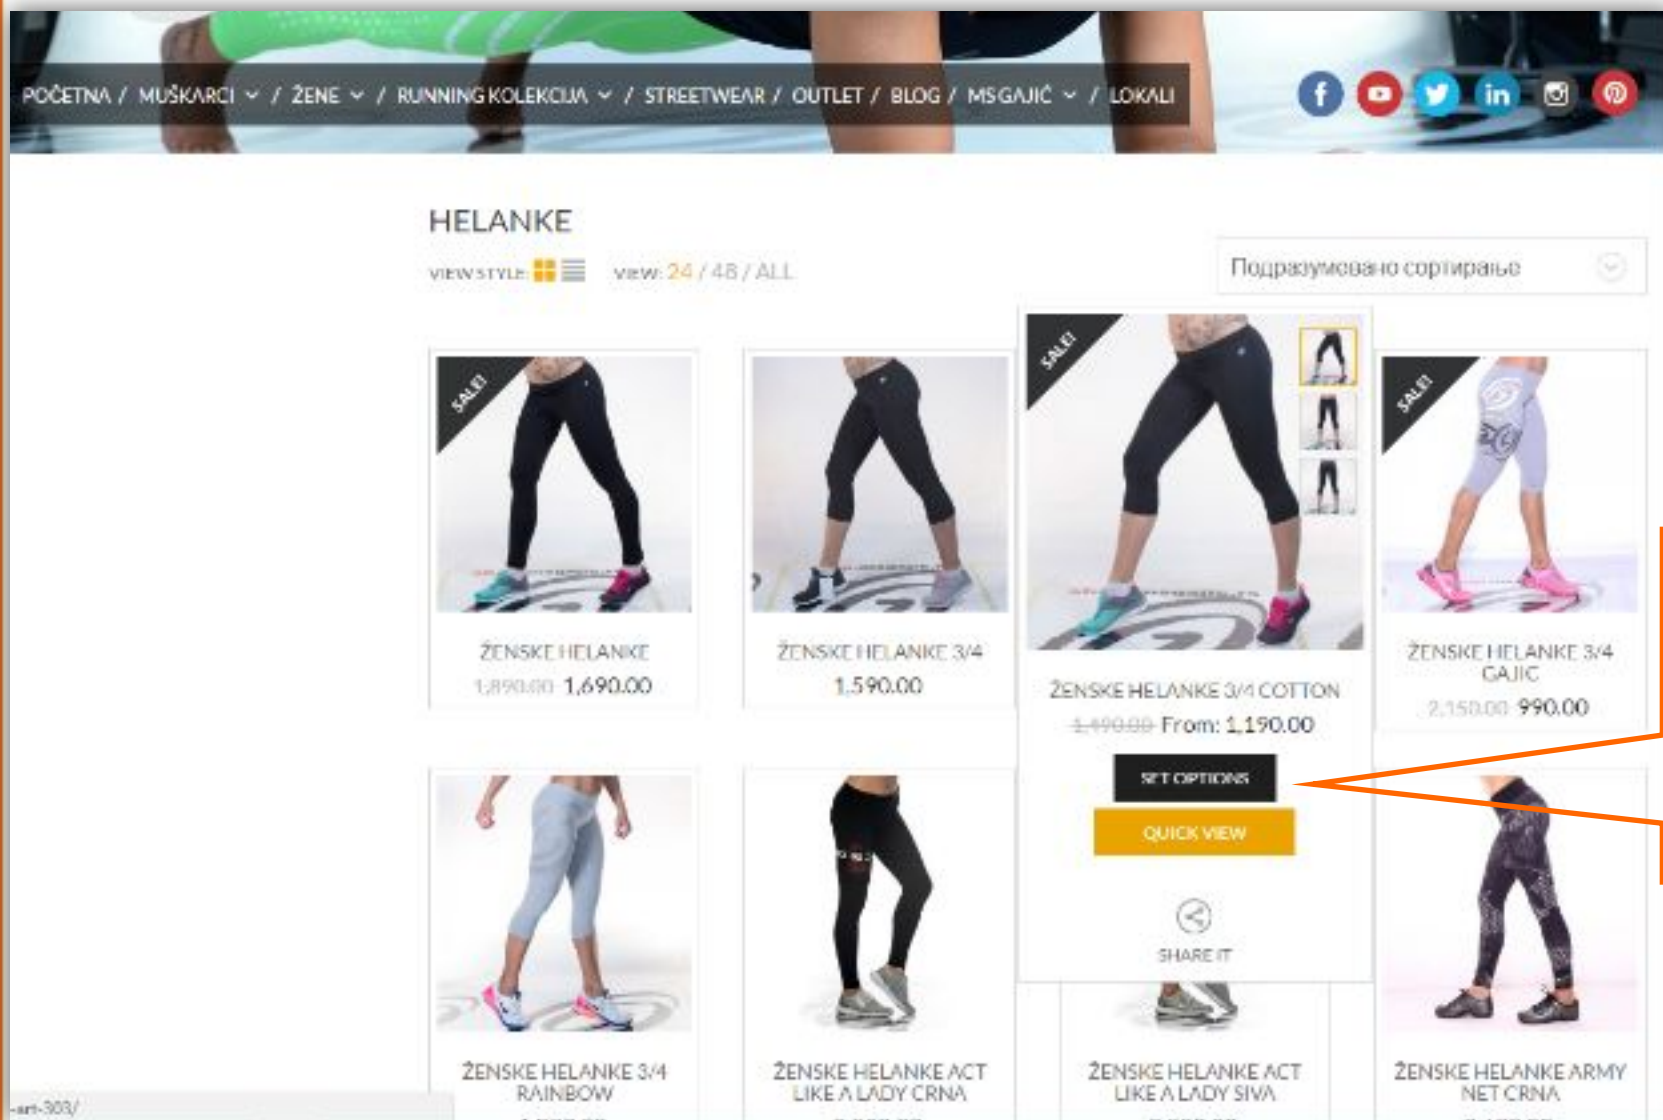 POČETNA / MUŠKARCI / ŽENE / RUNNING KOLEKCIJA / STREETWEAR / OUTLET / BLOG / MS GAJIĆ / LOKALI
HELANKE
VIEW STYLE: VIEW: 24 / 48 / ALL
Подразумевано сортирање
SALE!
SALE!
SALE!
ŽENSKE HELANKE
1,890.00 1,690.00
ŽENSKE HELANKE 3/4
1,590.00
ŽENSKE HELANKE 3/4 COTTON
1,490.00 From: 1,190.00
SET OPTIONS
QUICK VIEW
SHARE IT
ŽENSKE HELANKE 3/4
GAJIC
2,150.00 990.00
ŽENSKE HELANKE 3/4
RAINBOW
ŽENSKE HELANKE ACT
LIKE A LADY CRNA
ŽENSKE HELANKE ACT
LIKE A LADY SIVA
ŽENSKE HELANKE ARMY
NET CRNA
-art-303/